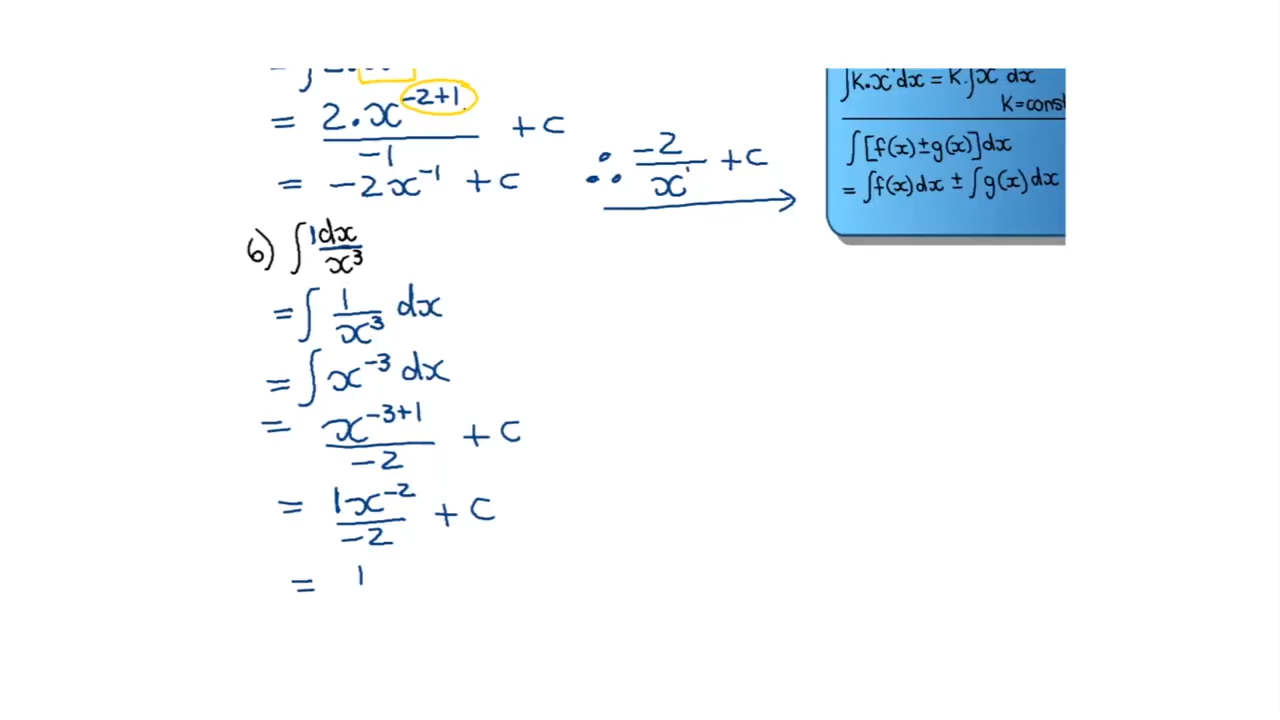 = 2.x^(-2+1) / -1 + c
= -2x^-1 + c ∴ -2/x^1 + c
6) ∫ 1dx/x^3
= ∫ 1/x^3 dx
= ∫ x^-3 dx
= x^(-3+1) / -2 + c
= 1x^-2 / -2 + c
= 1
∫k.x^n dx = k.∫x^n dx
k=const
∫[f(x)±g(x)]dx
= ∫f(x)dx ± ∫g(x)dx